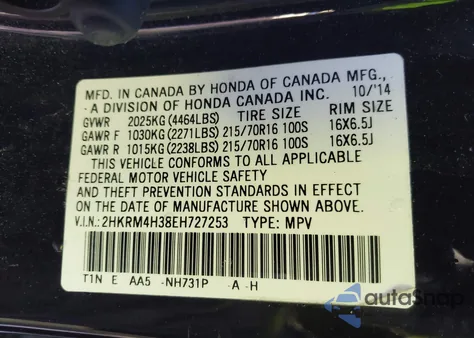 MFD. IN CANADA BY HONDA OF CANADA MFG.,
-A DIVISION OF HONDA CANADA INC. 10/'14
GVWR 2025KG (4464LBS) TIRE SIZE RIM SIZE
GAWR F 1030KG (2271LBS) 215/70R16 100S 16X6.5J
GAWR R 1015KG (2238LBS) 215/70R16 100S 16X6.5J
THIS VEHICLE CONFORMS TO ALL APPLICABLE
FEDERAL MOTOR VEHICLE SAFETY
AND THEFT PREVENTION STANDARDS IN EFFECT
ON THE DATE OF MANUFACTURE SHOWN ABOVE.
V.I.N.: 2HKRM4H38EH727253 TYPE: MPV
T1N E AA5 -NH731P -A -H
autoSnap